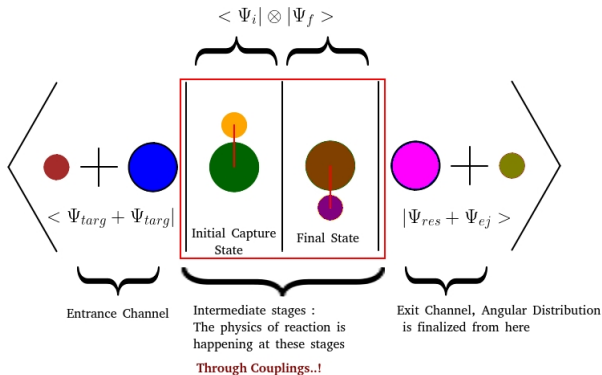 < Ψ_i| ⊗ |Ψ_f >
< Ψ_targ + Ψ_targ|
Initial Capture
State
Final State
|Ψ_res + Ψ_ej >
Entrance Channel
Intermediate stages :
The physics of reaction is
happening at these stages
Through Couplings..!
Exit Channel, Angular Distribution
is finalized from here